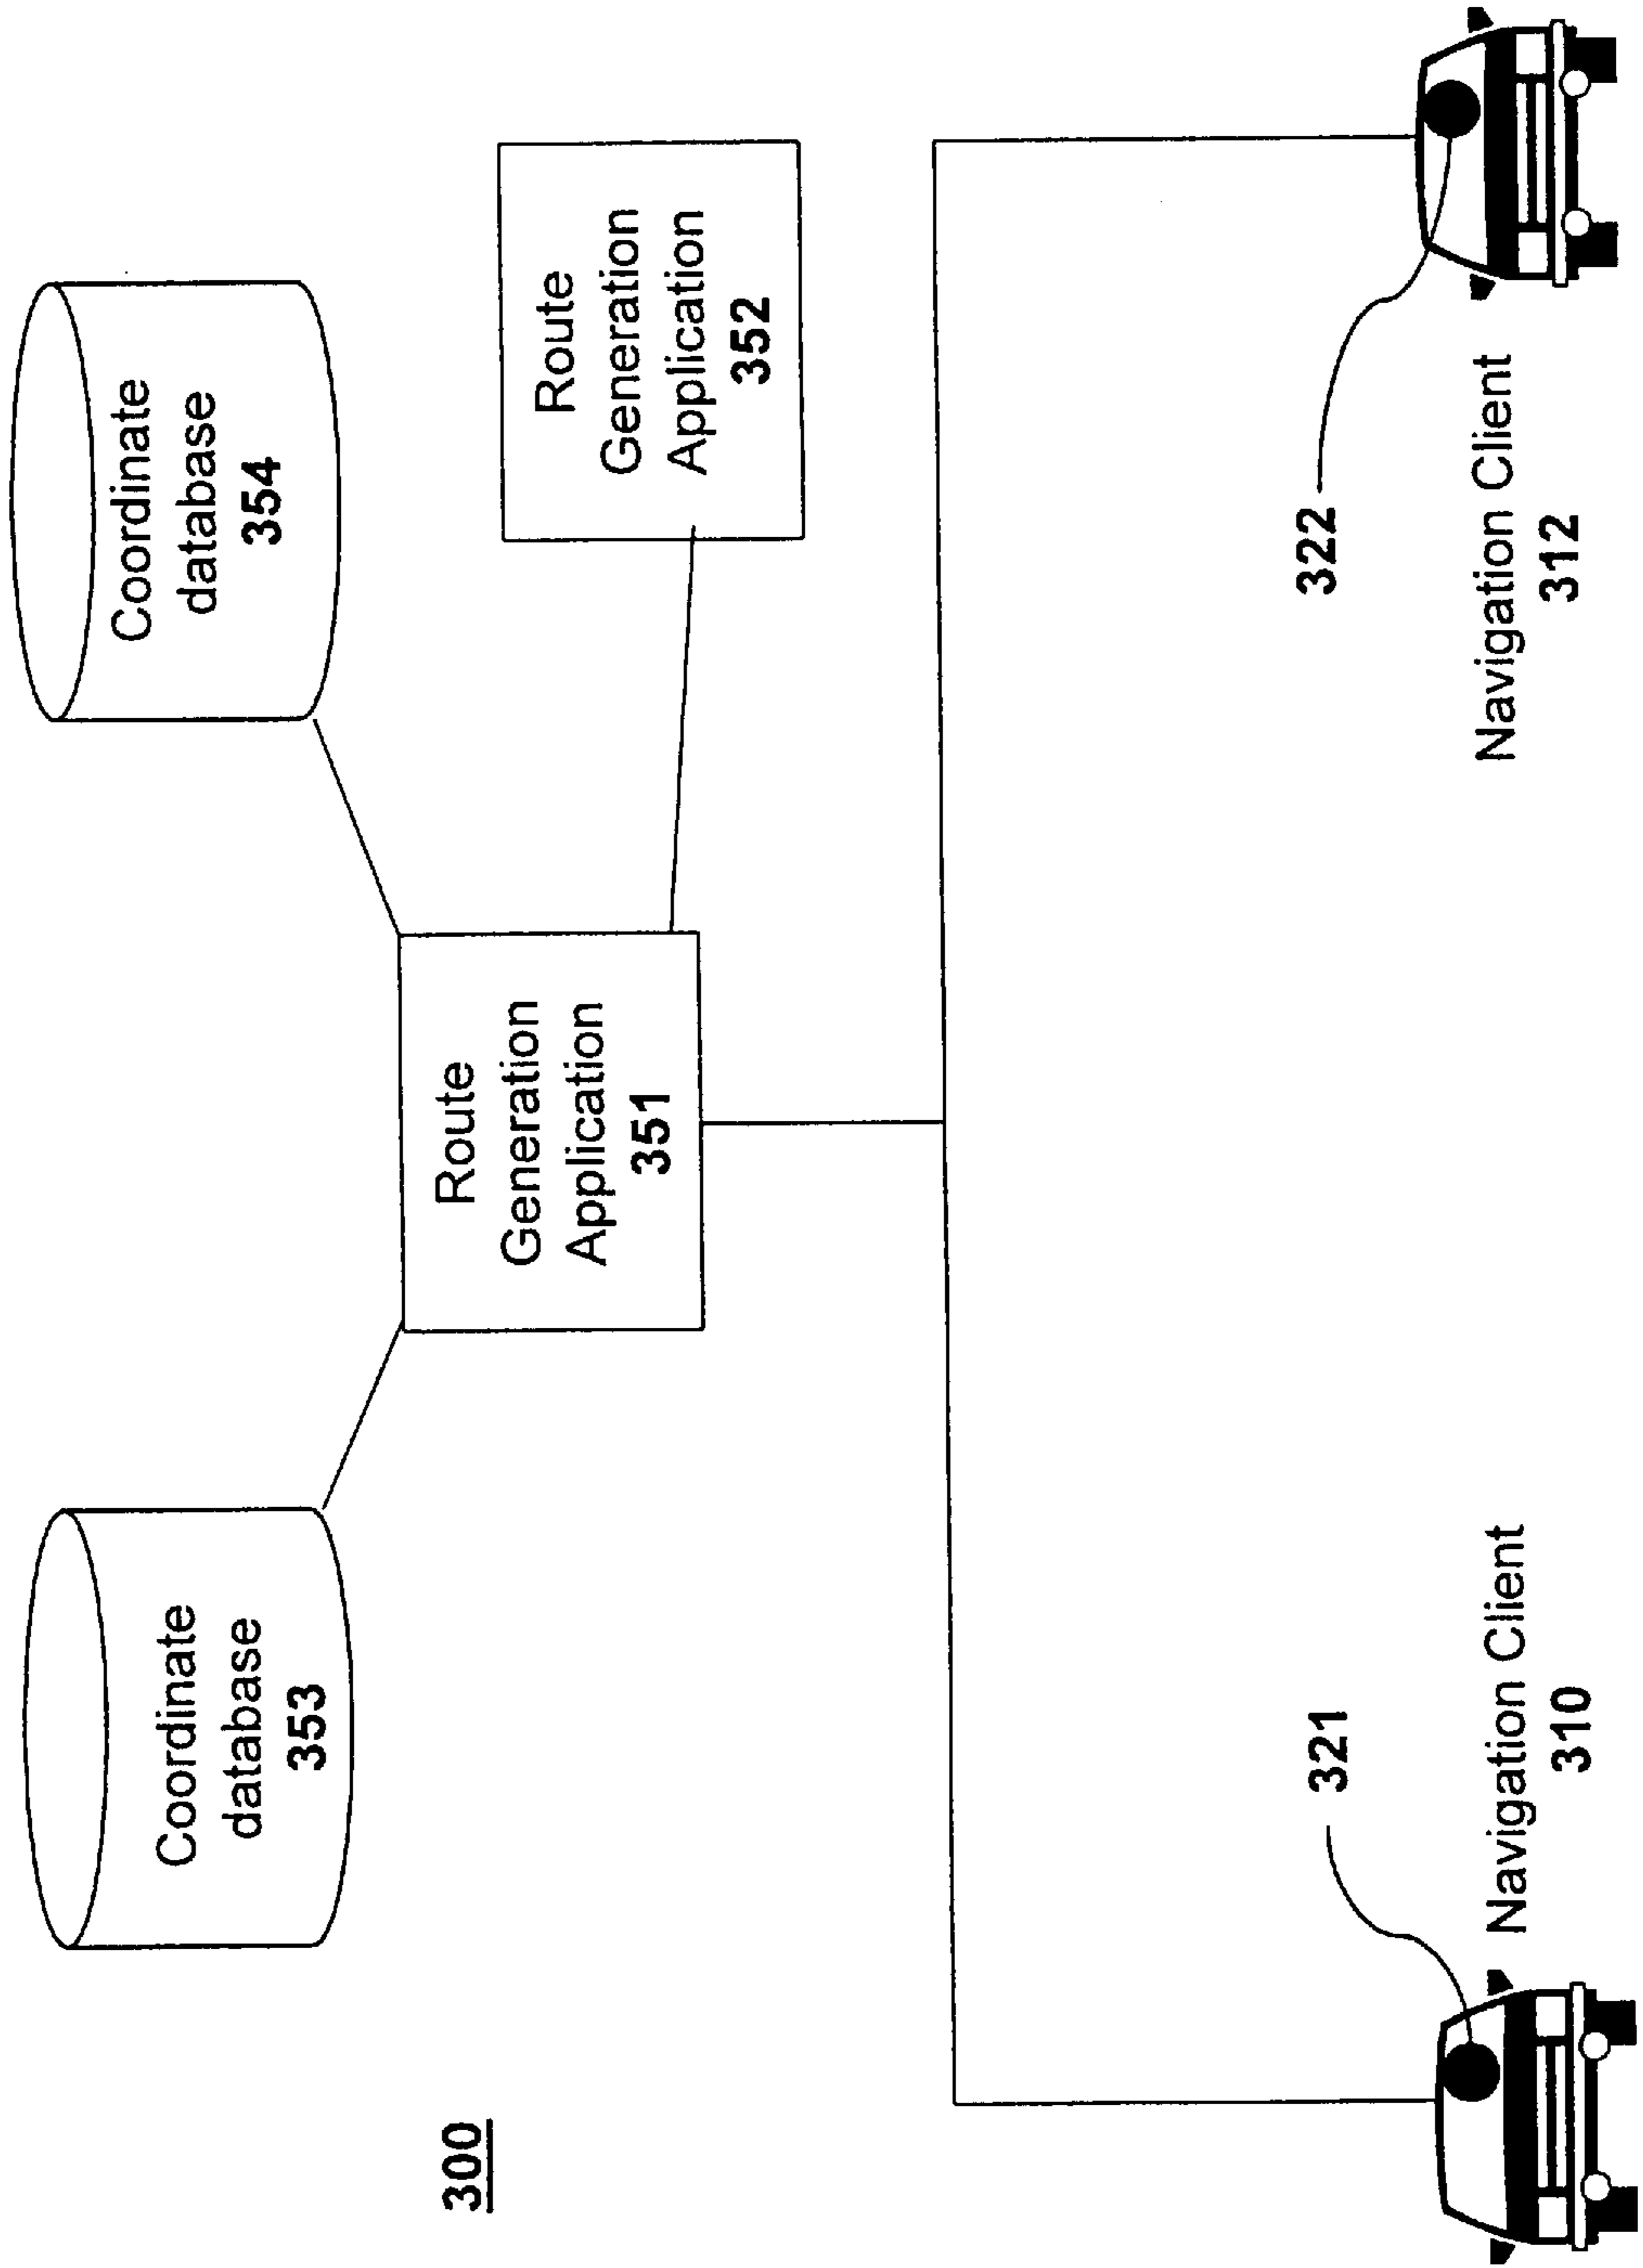 300
Coordinate
database
353
Coordinate
database
354
Route
Generation
Application
351
Route
Generation
Application
352
321
Navigation Client
310
322
Navigation Client
312